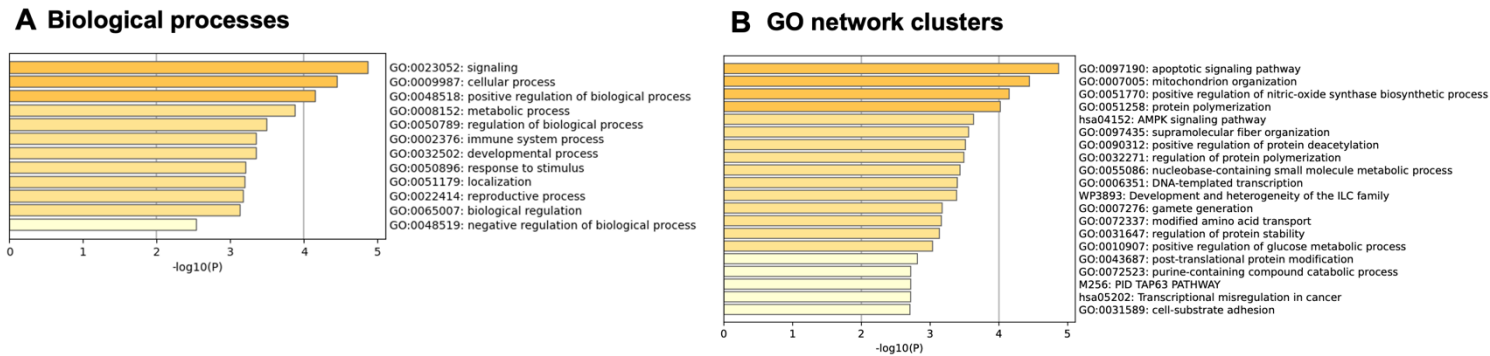 A Biological processes
GO:0023052: signaling
GO:0009987: cellular process
GO:0048518: positive regulation of biological process
GO:0008152: metabolic process
GO:0050789: regulation of biological process
GO:0002376: immune system process
GO:0032502: developmental process
GO:0050896: response to stimulus
GO:0051179: localization
GO:0022414: reproductive process
GO:0065007: biological regulation
GO:0048519: negative regulation of biological process
0 1 2 3 4 5
-log10(P)
B GO network clusters
GO:0097190: apoptotic signaling pathway
GO:0007005: mitochondrion organization
GO:0051770: positive regulation of nitric-oxide synthase biosynthetic process
GO:0051258: protein polymerization
hsa04152: AMPK signaling pathway
GO:0097435: supramolecular fiber organization
GO:0090312: positive regulation of protein deacetylation
GO:0032271: regulation of protein polymerization
GO:0055086: nucleobase-containing small molecule metabolic process
GO:0006351: DNA-templated transcription
WP3893: Development and heterogeneity of the ILC family
GO:0007276: gamete generation
GO:0072337: modified amino acid transport
GO:0031647: regulation of protein stability
GO:0010907: positive regulation of glucose metabolic process
GO:0043687: post-translational protein modification
GO:0072523: purine-containing compound catabolic process
M256: PID TAP63 PATHWAY
hsa05202: Transcriptional misregulation in cancer
GO:0031589: cell-substrate adhesion
0 1 2 3 4 5
-log10(P)